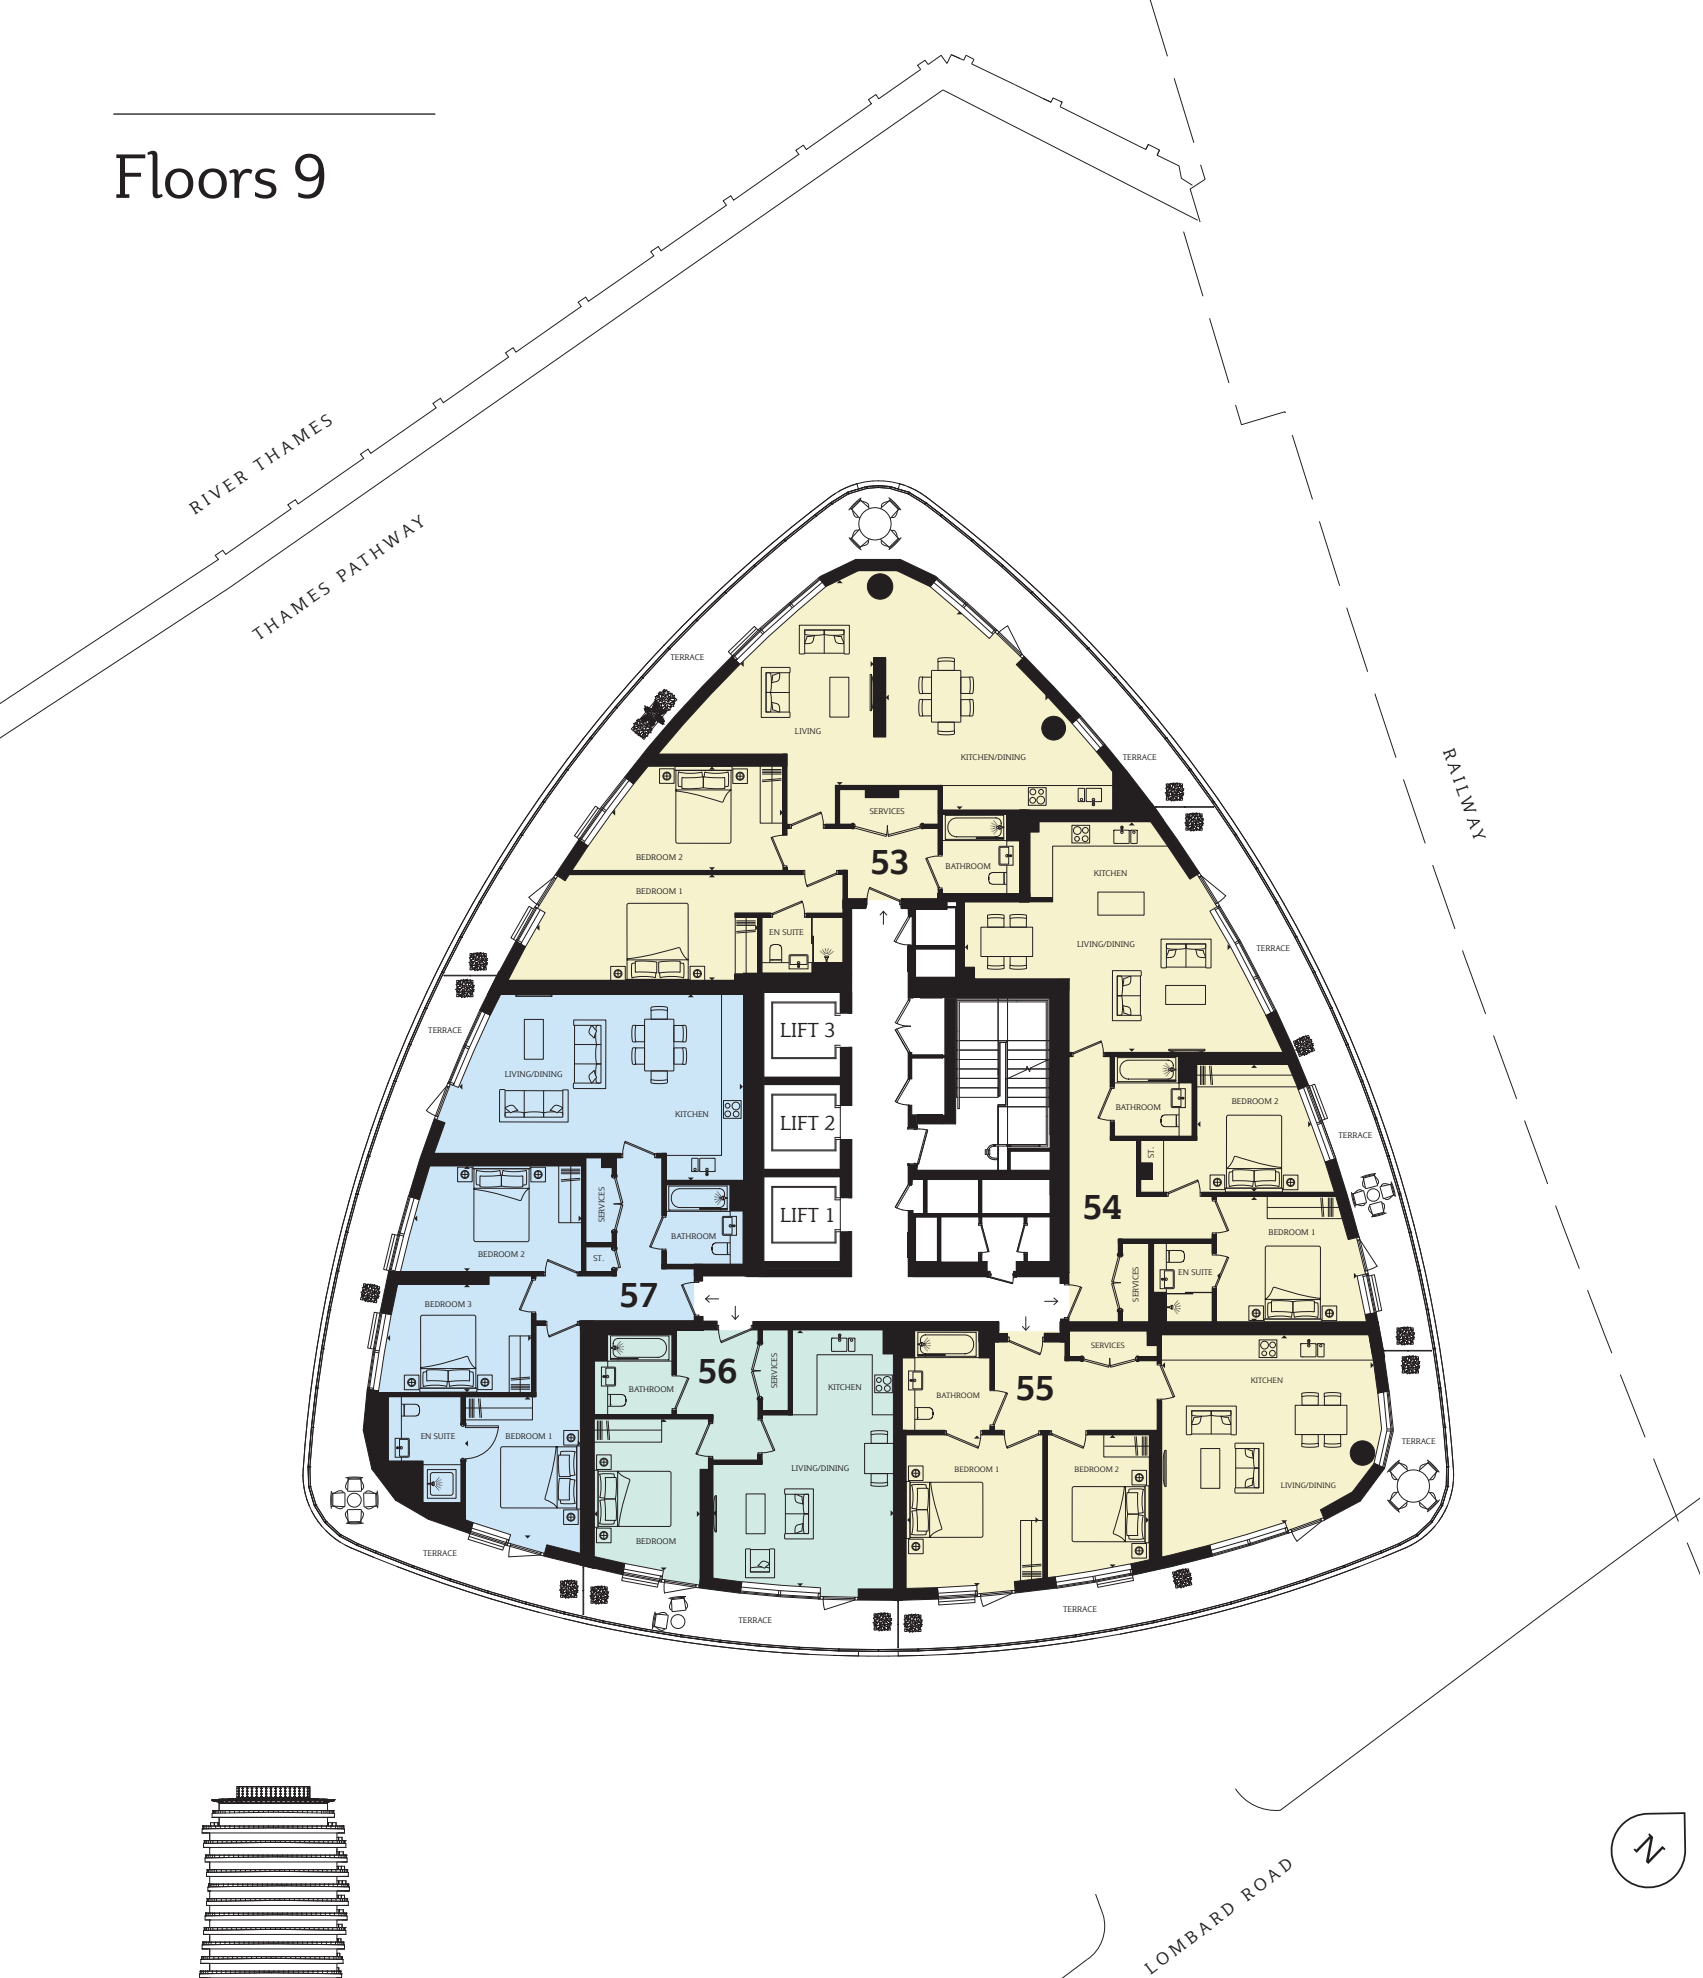 Floors 9
RIVER THAMES
THAMES PATHWAY
RAILWAY
TERRACE
LIVING
KITCHEN/DINING
TERRACE
SERVICES
BEDROOM 2
53
BATHROOM
BEDROOM 1
EN SUITE
KITCHEN
LIVING/DINING
TERRACE
TERRACE
LIFT 3
LIVING/DINING
KITCHEN
LIFT 2
BATHROOM
BEDROOM 2
TERRACE
ST.
SERVICES
LIFT 1
54
BATHROOM
BEDROOM 2
ST.
BEDROOM 1
EN SUITE
SERVICES
57
BEDROOM 3
SERVICES
56
SERVICES
BATHROOM
KITCHEN
55
BATHROOM
KITCHEN
EN SUITE
BEDROOM 1
LIVING/DINING
BEDROOM 1
BEDROOM 2
LIVING/DINING
TERRACE
BEDROOM
TERRACE
TERRACE
TERRACE
N
LOMBARD ROAD